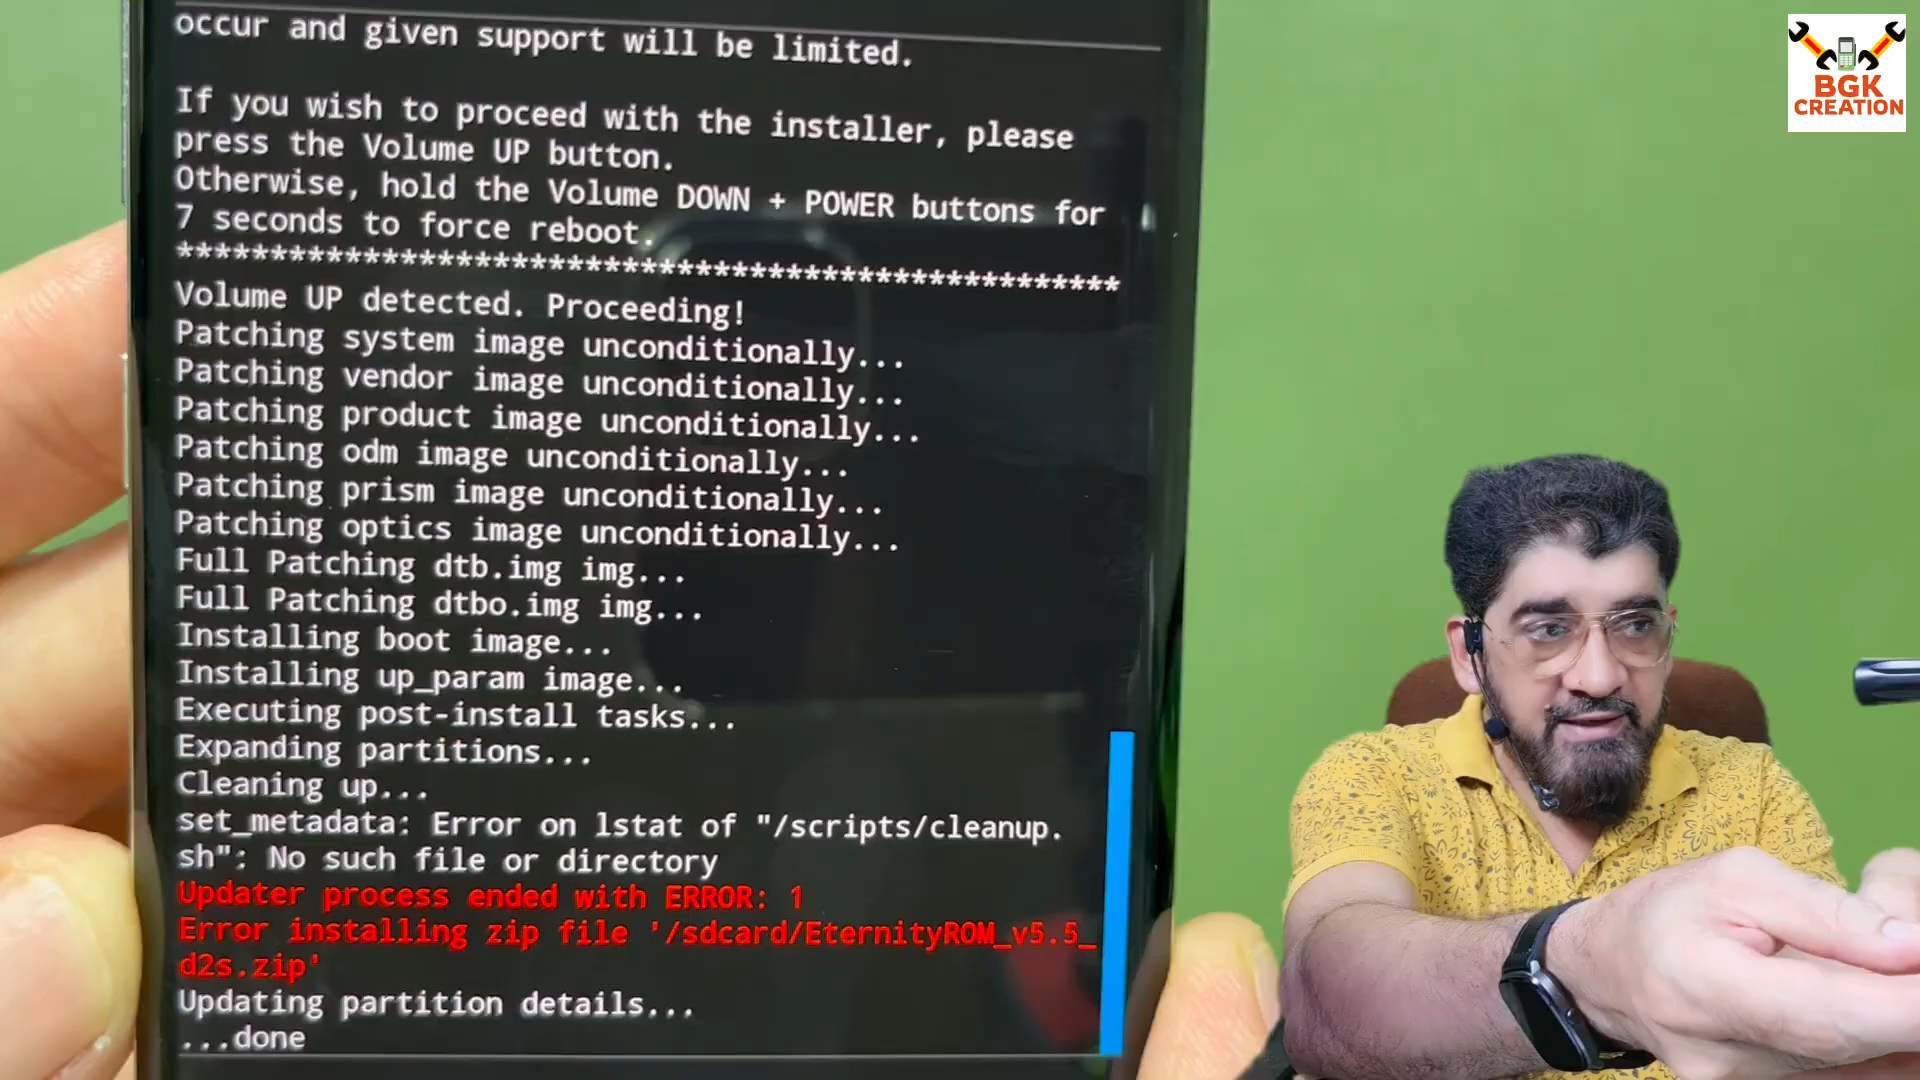 occur and given support will be limited.
If you wish to proceed with the installer, please
press the Volume UP button.
Otherwise, hold the Volume DOWN + POWER buttons for
7 seconds to force reboot.
***************************************************
Volume UP detected. Proceeding!
Patching system image unconditionally...
Patching vendor image unconditionally...
Patching product image unconditionally...
Patching odm image unconditionally...
Patching prism image unconditionally...
Patching optics image unconditionally...
Full Patching dtb.img img...
Full Patching dtbo.img img...
Installing boot image...
Installing up_param image...
Executing post-install tasks...
Expanding partitions...
Cleaning up...
set_metadata: Error on lstat of "/scripts/cleanup.
sh": No such file or directory
Updater process ended with ERROR: 1
Error installing zip file '/sdcard/EternityROM_v5.5_
d2s.zip'
Updating partition details...
...done
BGK
CREATION